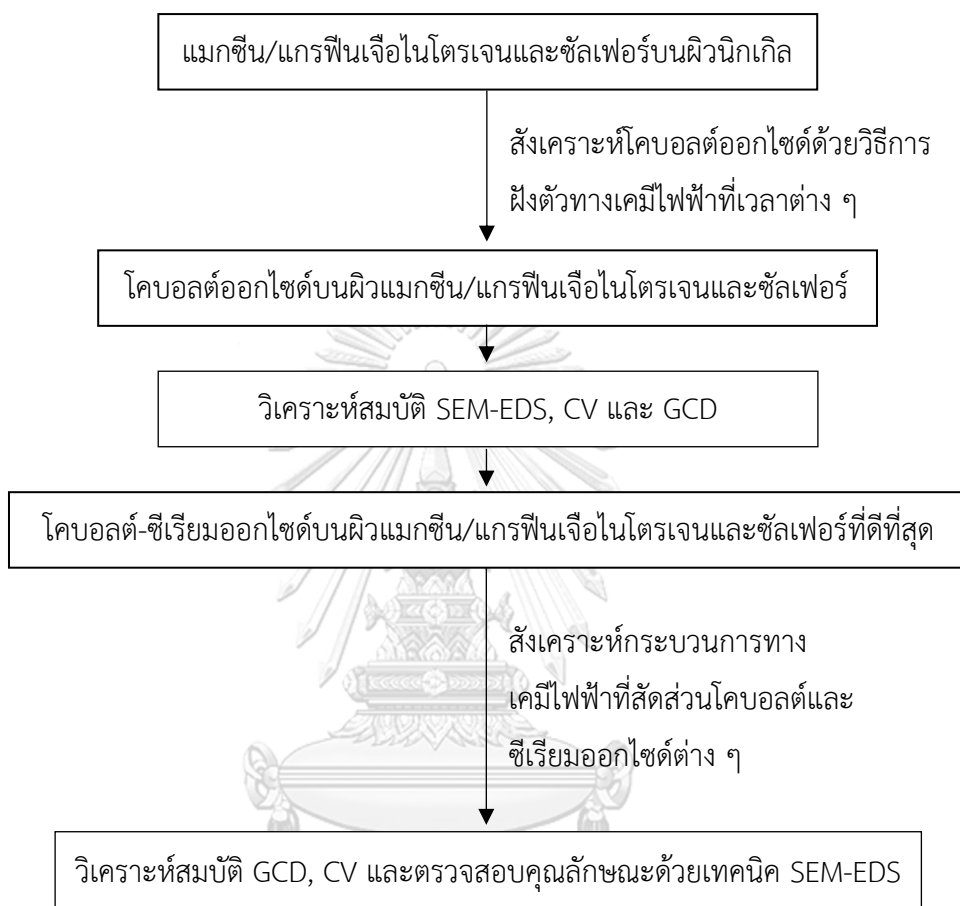 แมกซีน/แกรฟีนเจือไนโตรเจนและซัลเฟอร์บนผิวนิกเกิล
สังเคราะห์โคบอลต์ออกไซด์ด้วยวิธีการ
ฝังตัวทางเคมีไฟฟ้าที่เวลาต่าง ๆ
โคบอลต์ออกไซด์บนผิวแมกซีน/แกรฟีนเจือไนโตรเจนและซัลเฟอร์
วิเคราะห์สมบัติ SEM-EDS, CV และ GCD
โคบอลต์-ซีเรียมออกไซด์บนผิวแมกซีน/แกรฟีนเจือไนโตรเจนและซัลเฟอร์ที่ดีที่สุด
สังเคราะห์กระบวนการทาง
เคมีไฟฟ้าที่สัดส่วนโคบอลต์และ
ซีเรียมออกไซด์ต่าง ๆ
วิเคราะห์สมบัติ GCD, CV และตรวจสอบคุณลักษณะด้วยเทคนิค SEM-EDS